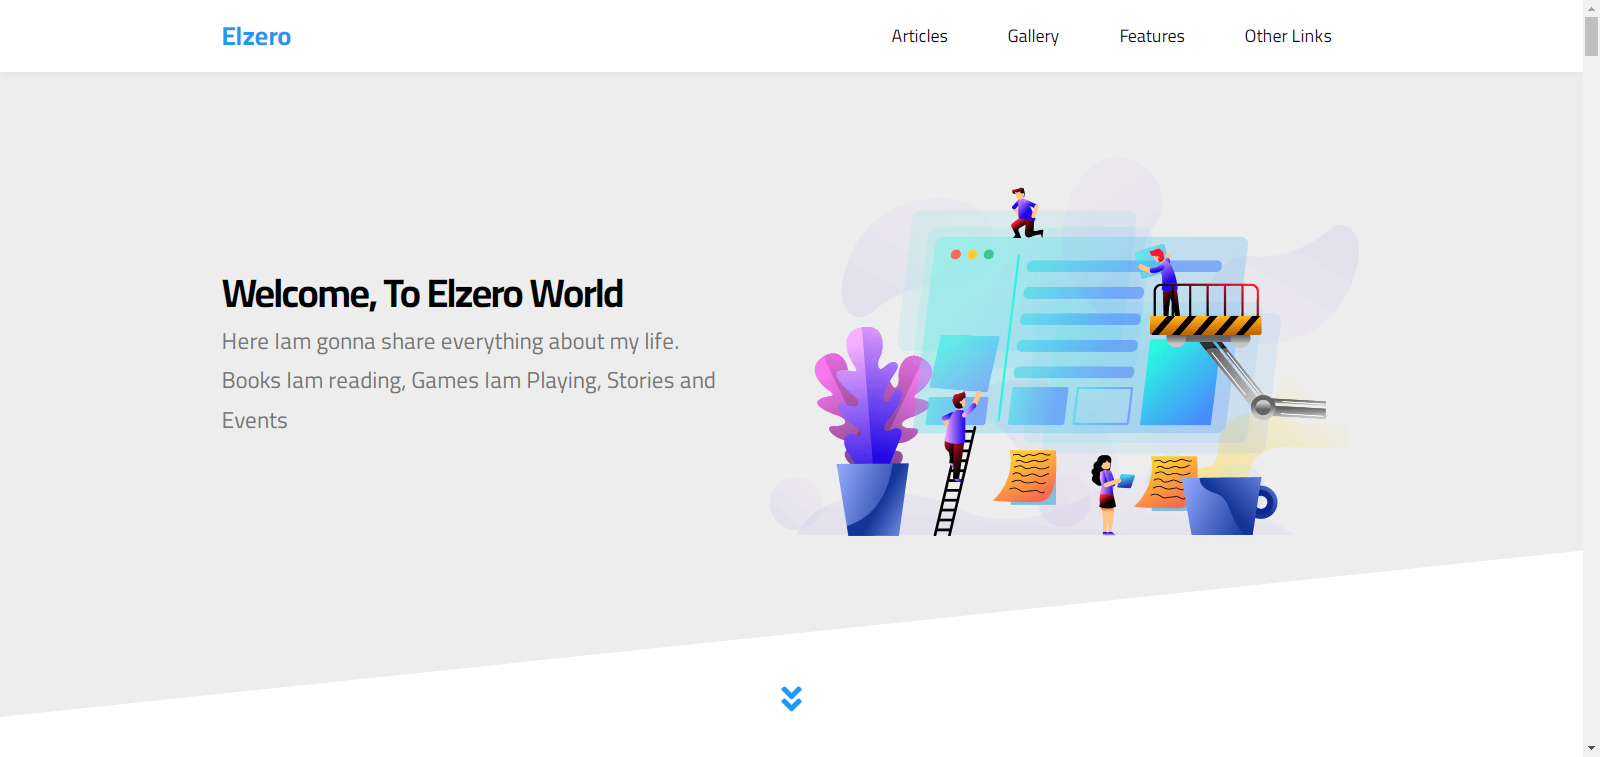 Elzero
Articles
Gallery
Features
Other Links
Welcome, To Elzero World
Here Iam gonna share everything about my life.
Books Iam reading, Games Iam Playing, Stories and
Events